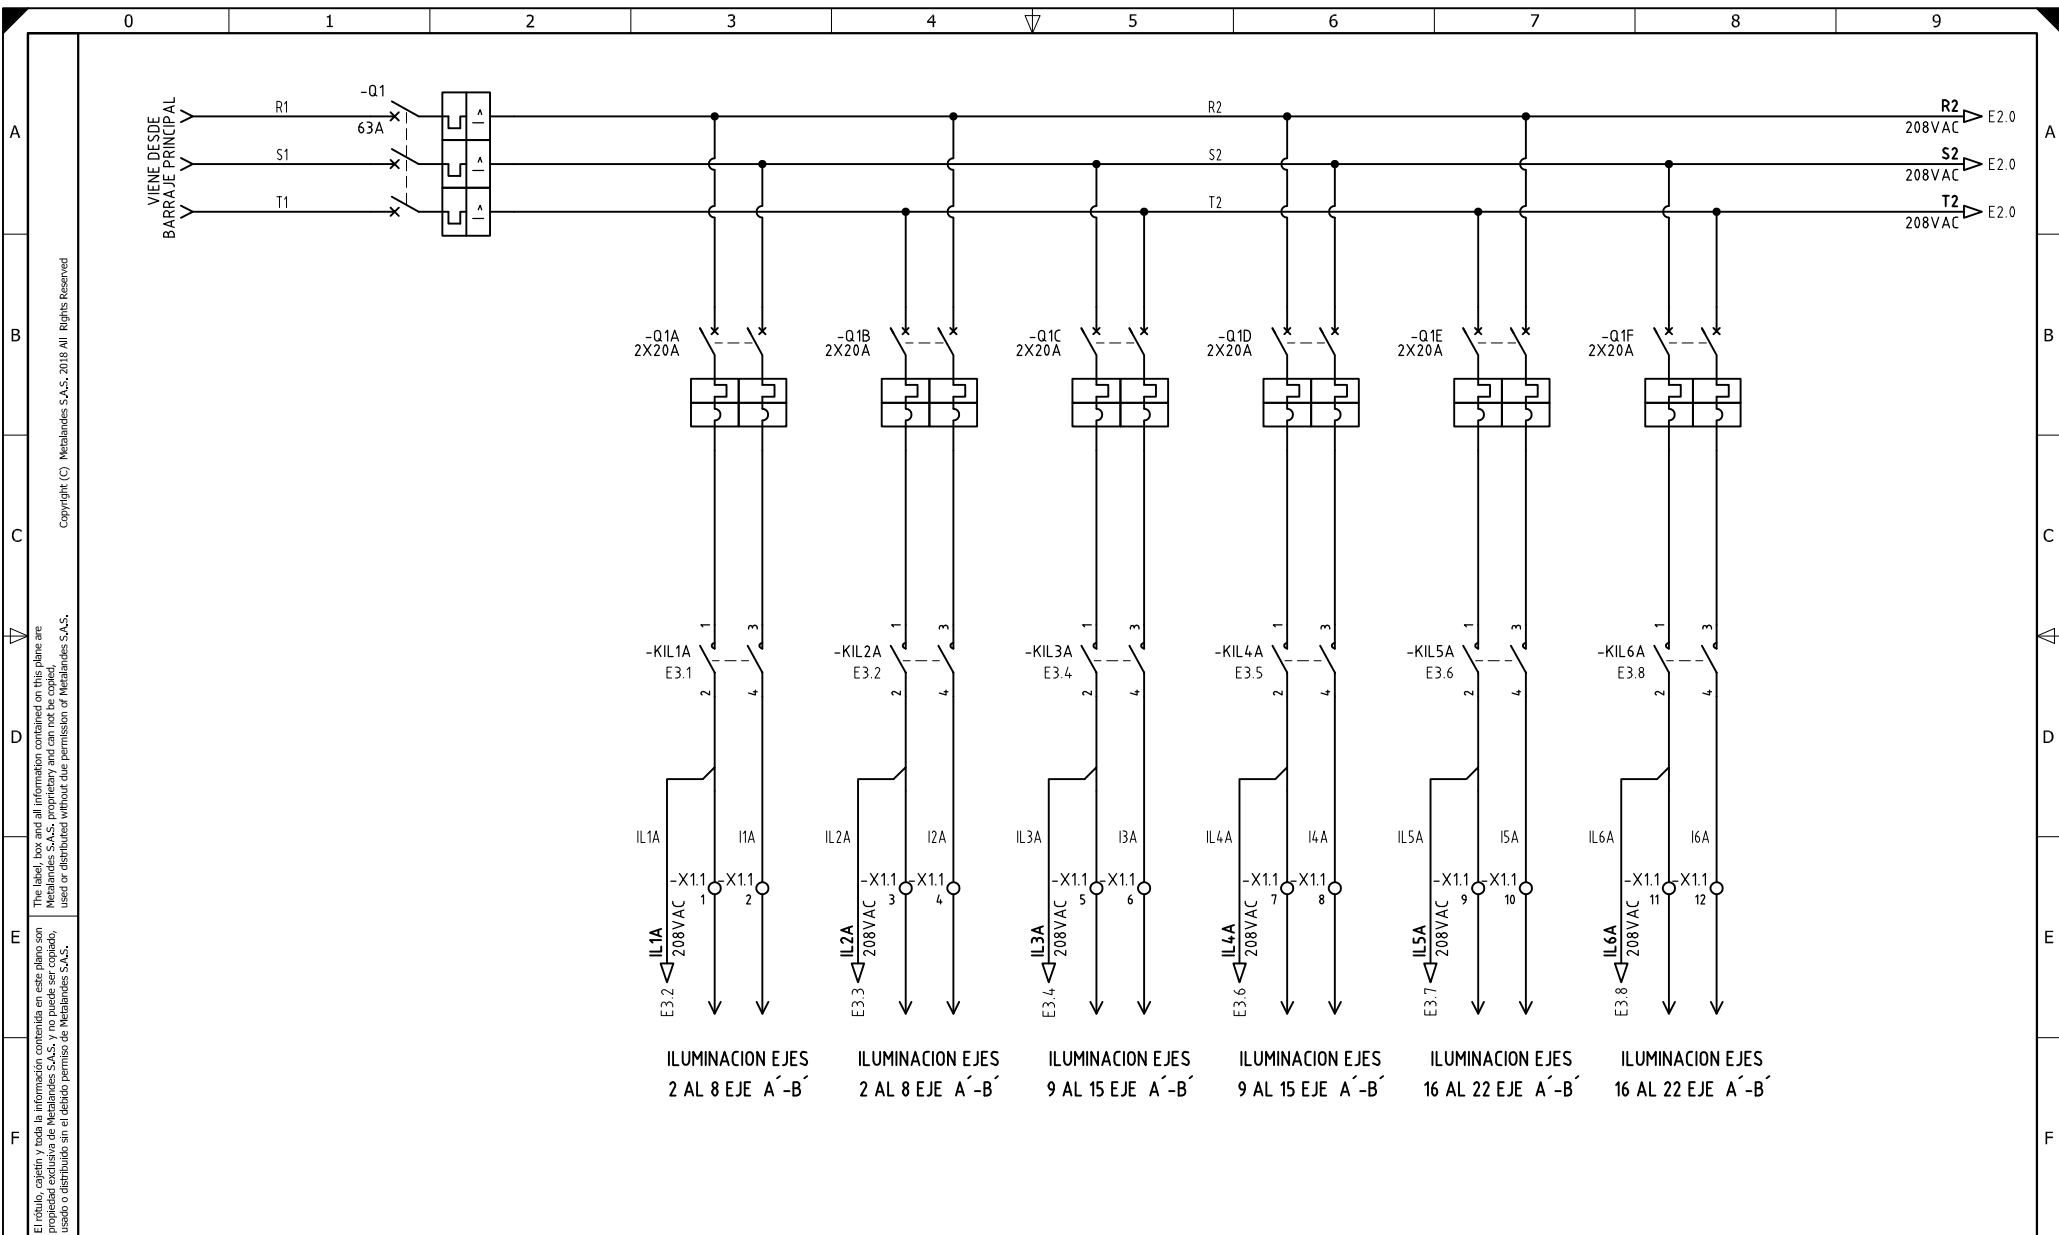 0 1 2 3 4 5 6 7 8 9
A
B
C
D
E
F
A
B
C
D
E
F
Copyright (C) Metalandes S.A.S. 2018 All Rights Reserved
The label, box and all information contained on this plane are
Metalandes S.A.S. proprietary and can not be copied,
used or distributed without due permission of Metalandes S.A.S.
El rótulo, cajetin y toda la información contenida en este plano son
propiedad exclusiva de Metalandes S.A.S. y no puede ser copiado,
usado o distribuido sin el debido permiso de Metalandes S.A.S.
VIENE DESDE
BARRAJE PRINCIPAL
R1
S1
T1
-Q1
63A
R2
S2
T2
R2
208VAC
E2.0
S2
208VAC
E2.0
T2
208VAC
E2.0
-Q1A
2X20A
-Q1B
2X20A
-Q1C
2X20A
-Q1D
2X20A
-Q1E
2X20A
-Q1F
2X20A
1 3
-KIL1A
E3.1
2 4
1 3
-KIL2A
E3.2
2 4
1 3
-KIL3A
E3.4
2 4
1 3
-KIL4A
E3.5
2 4
1 3
-KIL5A
E3.6
2 4
1 3
-KIL6A
E3.8
2 4
IL1A I1A
IL2A I2A
IL3A I3A
IL4A I4A
IL5A I5A
IL6A I6A
-X1.1 -X1.1
1 2
-X1.1 -X1.1
3 4
-X1.1 -X1.1
5 6
-X1.1 -X1.1
7 8
-X1.1 -X1.1
9 10
-X1.1 -X1.1
11 12
IL1A
208VAC
E3.2
IL2A
208VAC
E3.3
IL3A
208VAC
E3.4
IL4A
208VAC
E3.6
IL5A
208VAC
E3.7
IL6A
208VAC
E3.8
ILUMINACION EJES
2 AL 8 EJE A´-B´
ILUMINACION EJES
2 AL 8 EJE A´-B´
ILUMINACION EJES
9 AL 15 EJE A´-B´
ILUMINACION EJES
9 AL 15 EJE A´-B´
ILUMINACION EJES
16 AL 22 EJE A´-B´
ILUMINACION EJES
16 AL 22 EJE A´-B´